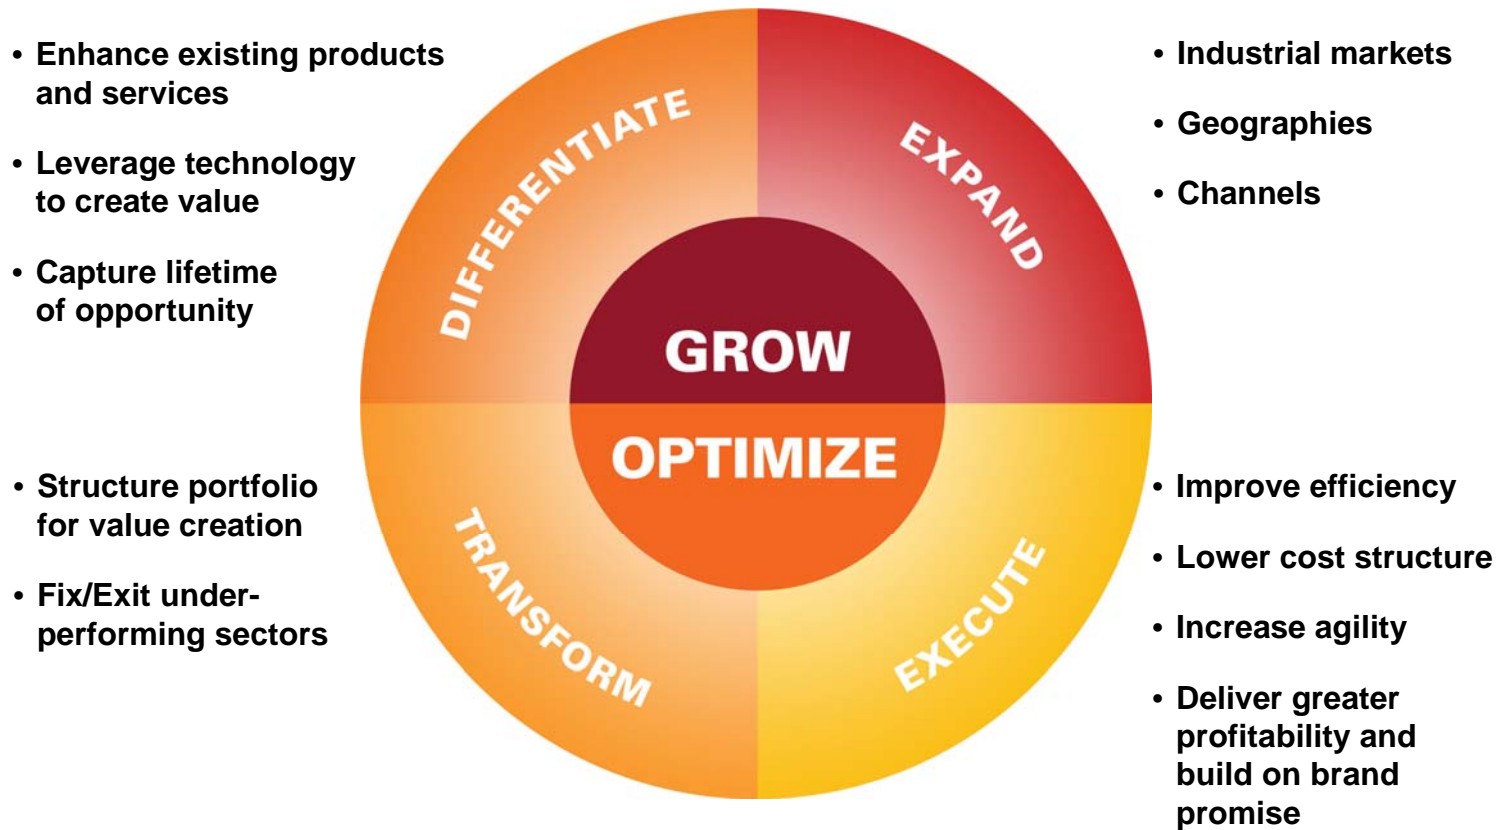 • Enhance existing products
and services
• Leverage technology
to create value
• Capture lifetime
of opportunity
DIFFERENTIATE
EXPAND
• Industrial markets
• Geographies
• Channels
GROW
OPTIMIZE
• Structure portfolio
for value creation
• Fix/Exit under-
performing sectors
TRANSFORM
EXECUTE
• Improve efficiency
• Lower cost structure
• Increase agility
• Deliver greater
profitability and
build on brand
promise